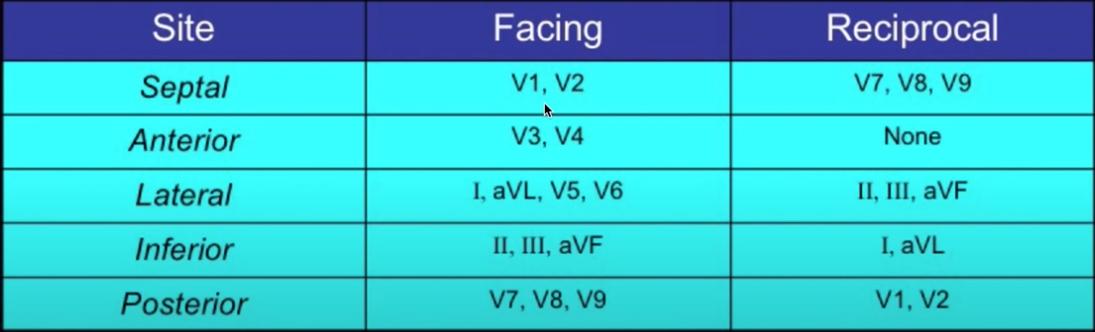 Site Facing Reciprocal
Septal V1, V2 V7, V8, V9
Anterior V3, V4 None
Lateral I, aVL, V5, V6 II, III, aVF
Inferior II, III, aVF I, aVL
Posterior V7, V8, V9 V1, V2